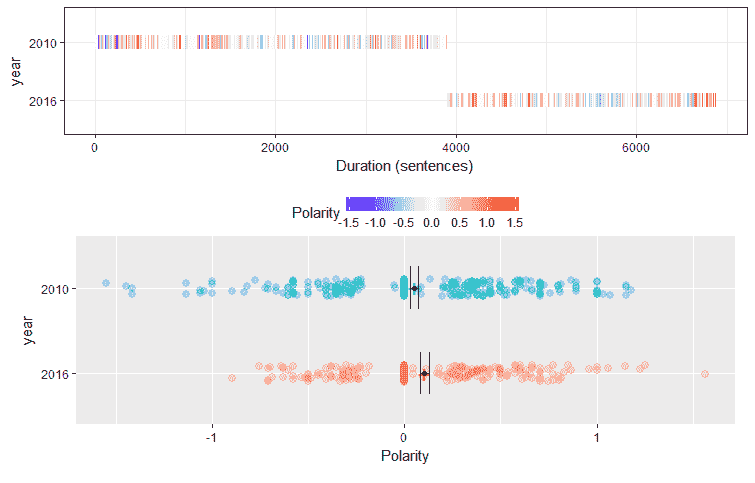 2010
year
2016
0 2000 4000 6000
Duration (sentences)
Polarity
-1.5 -1.0 -0.5 0.0 0.5 1.0 1.5
2010
year
2016
-1 0 1
Polarity